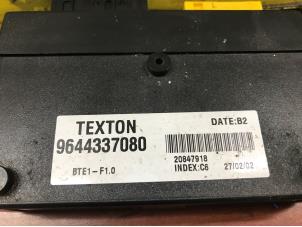 TEXTON
DATE:B2
9644337080
20847918
BTE1-F1.0
INDEX:C6
27/02/02